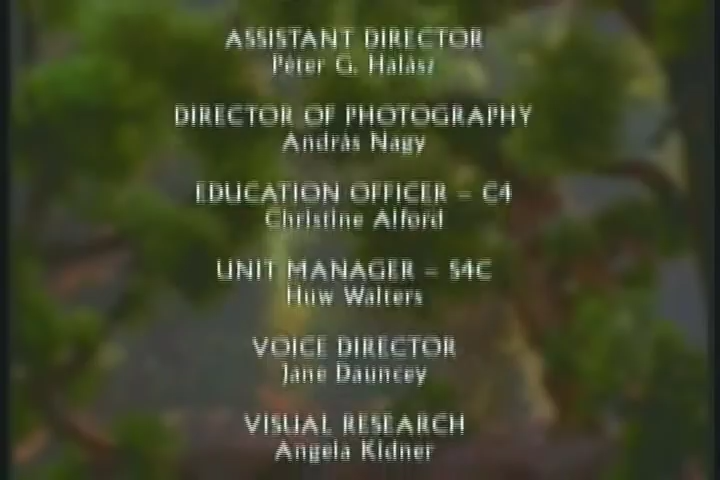 ASSISTANT DIRECTOR
Péter G. Halász
DIRECTOR OF PHOTOGRAPHY
András Nagy
EDUCATION OFFICER – C4
Christine Alford
UNIT MANAGER – S4C
Huw Walters
VOICE DIRECTOR
Jane Dauncey
VISUAL RESEARCH
Angela Kidner